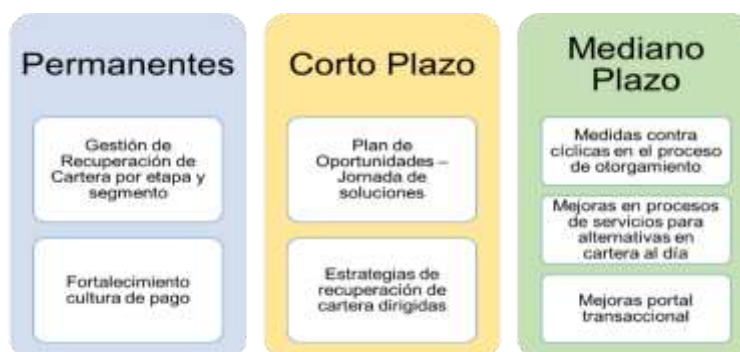 Permanentes
Gestión de
Recuperación de
Cartera por etapa y
segmento
Fortalecimiento
cultura de pago
Corto Plazo
Plan de
Oportunidades –
Jornada de
soluciones
Estrategias de
recuperación de
cartera dirigidas
Mediano
Plazo
Medidas contra
cíclicas en el proceso
de otorgamiento
Mejoras en procesos
de servicios para
alternativas en
cartera al día
Mejoras portal
transaccional